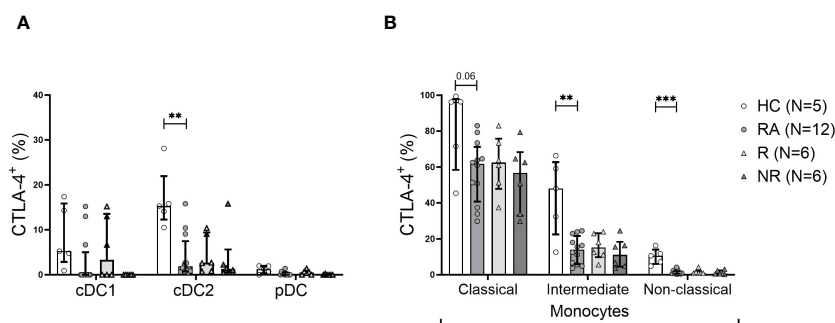 A
CTLA-4+ (%)
40
30
20
10
0
**
cDC1 cDC2 pDC
B
CTLA-4+ (%)
100
80
60
40
20
0
0.06
**
***
Classical Intermediate Non-classical
Monocytes
HC (N=5)
RA (N=12)
R (N=6)
NR (N=6)